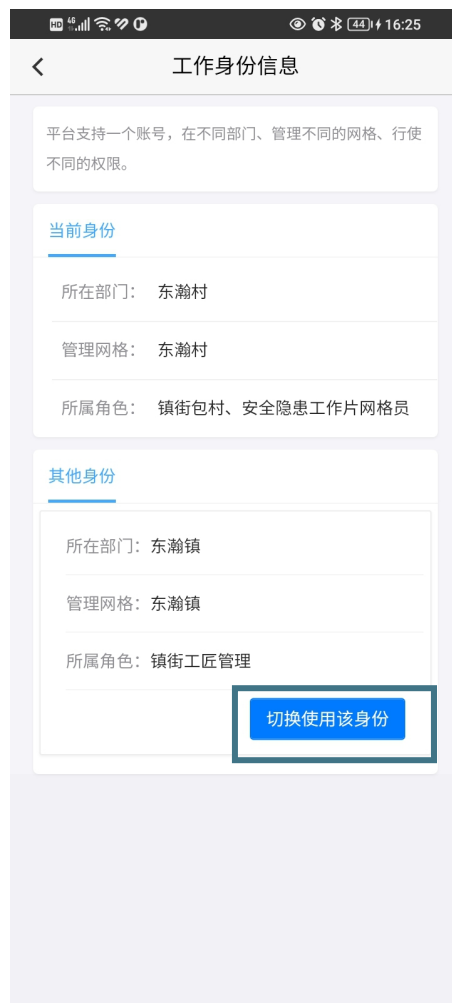 HD 46 44 16:25
工作身份信息
平台支持一个账号，在不同部门、管理不同的网格、行使
不同的权限。
当前身份
所在部门： 东瀚村
管理网格： 东瀚村
所属角色： 镇街包村、安全隐患工作片网格员
其他身份
所在部门：东瀚镇
管理网格：东瀚镇
所属角色：镇街工匠管理
切换使用该身份